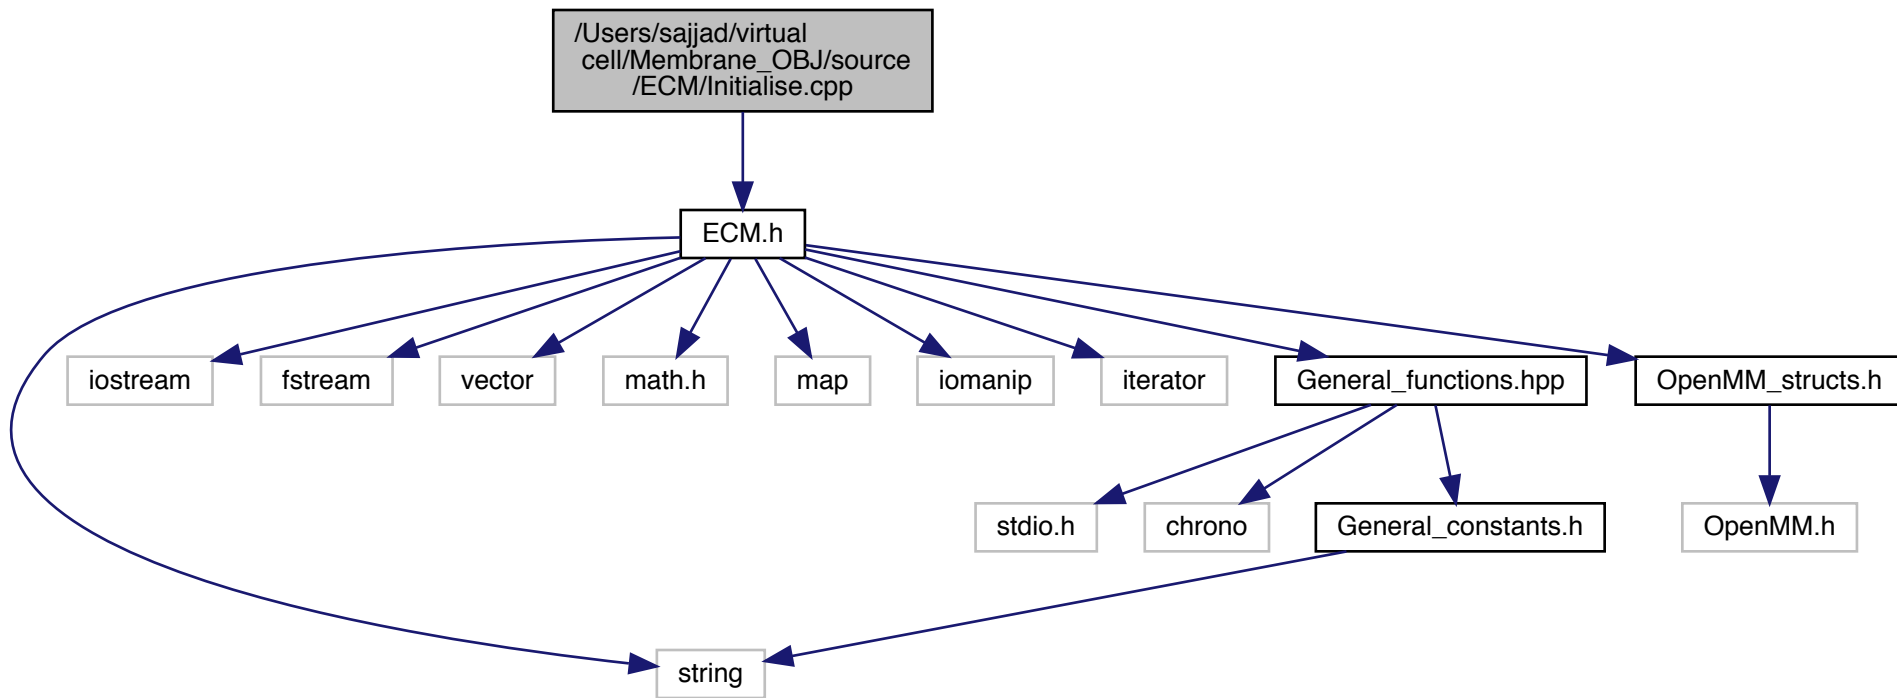 /Users/sajjad/virtual
cell/Membrane_OBJ/source
/ECM/Initialise.cpp
ECM.h
iostream
fstream
vector
math.h
map
iomanip
iterator
General_functions.hpp
OpenMM_structs.h
stdio.h
chrono
General_constants.h
OpenMM.h
string